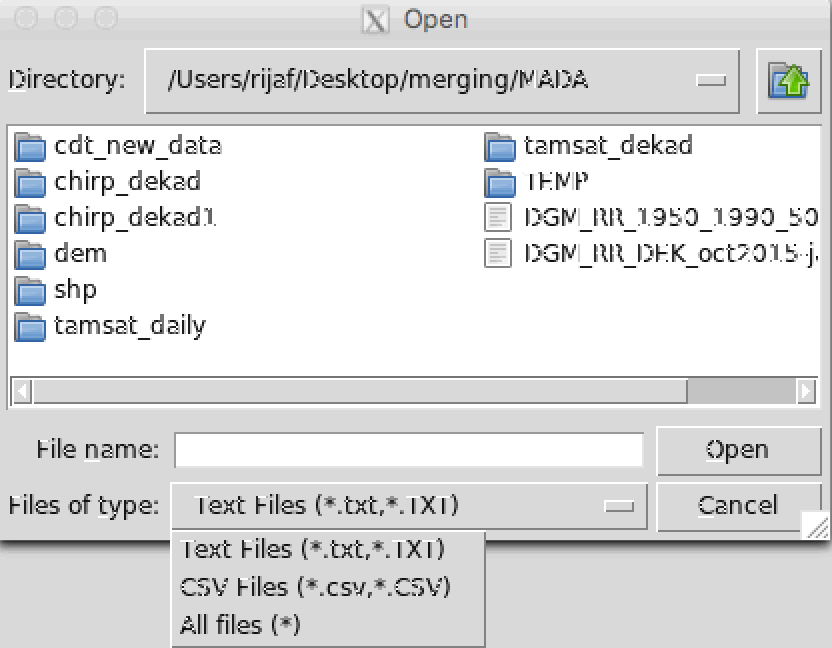 Open
Directory: /Users/rijaf/Desktop/merging/MADA
cdt_new_data
chirp_dekad
chirp_dekad1
dem
shp
tamsat_daily
tamsat_dekad
TEMP
DGM_RR_1950_1990_50
DGM_RR_DEK_oct2015-j
File name:
Open
Files of type: Text Files (*.txt,*.TXT)
Cancel
Text Files (*.txt,*.TXT)
CSV Files (*.csv,*.CSV)
All files (*)